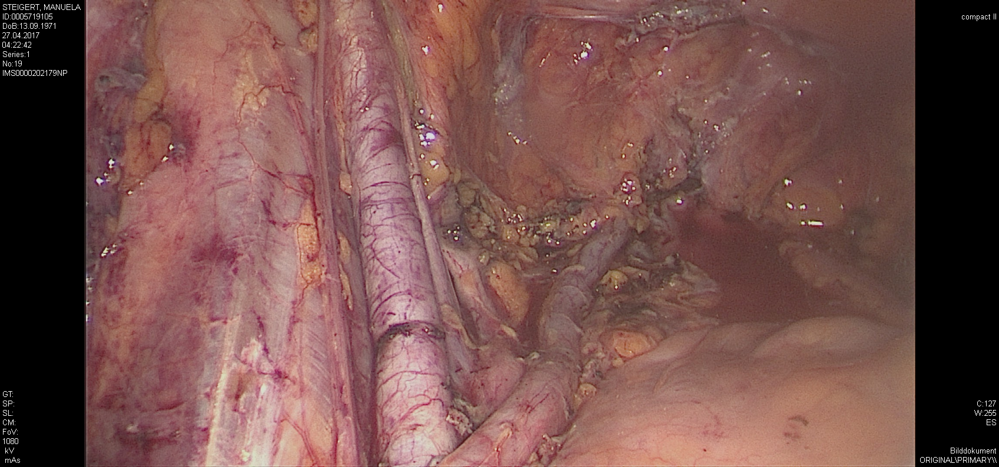 STEIGERT, MANUELA
ID:0005719105
DoB:13.09.1971
27.04.2017
04:22:42
Series:1
No:19
IMS0000202179NP
compact II
GT:
SP:
SL:
CM:
FoV:
1080
kV
mAs
C:127
W:255
ES
Bilddokument
ORIGINAL\PRIMARY\\